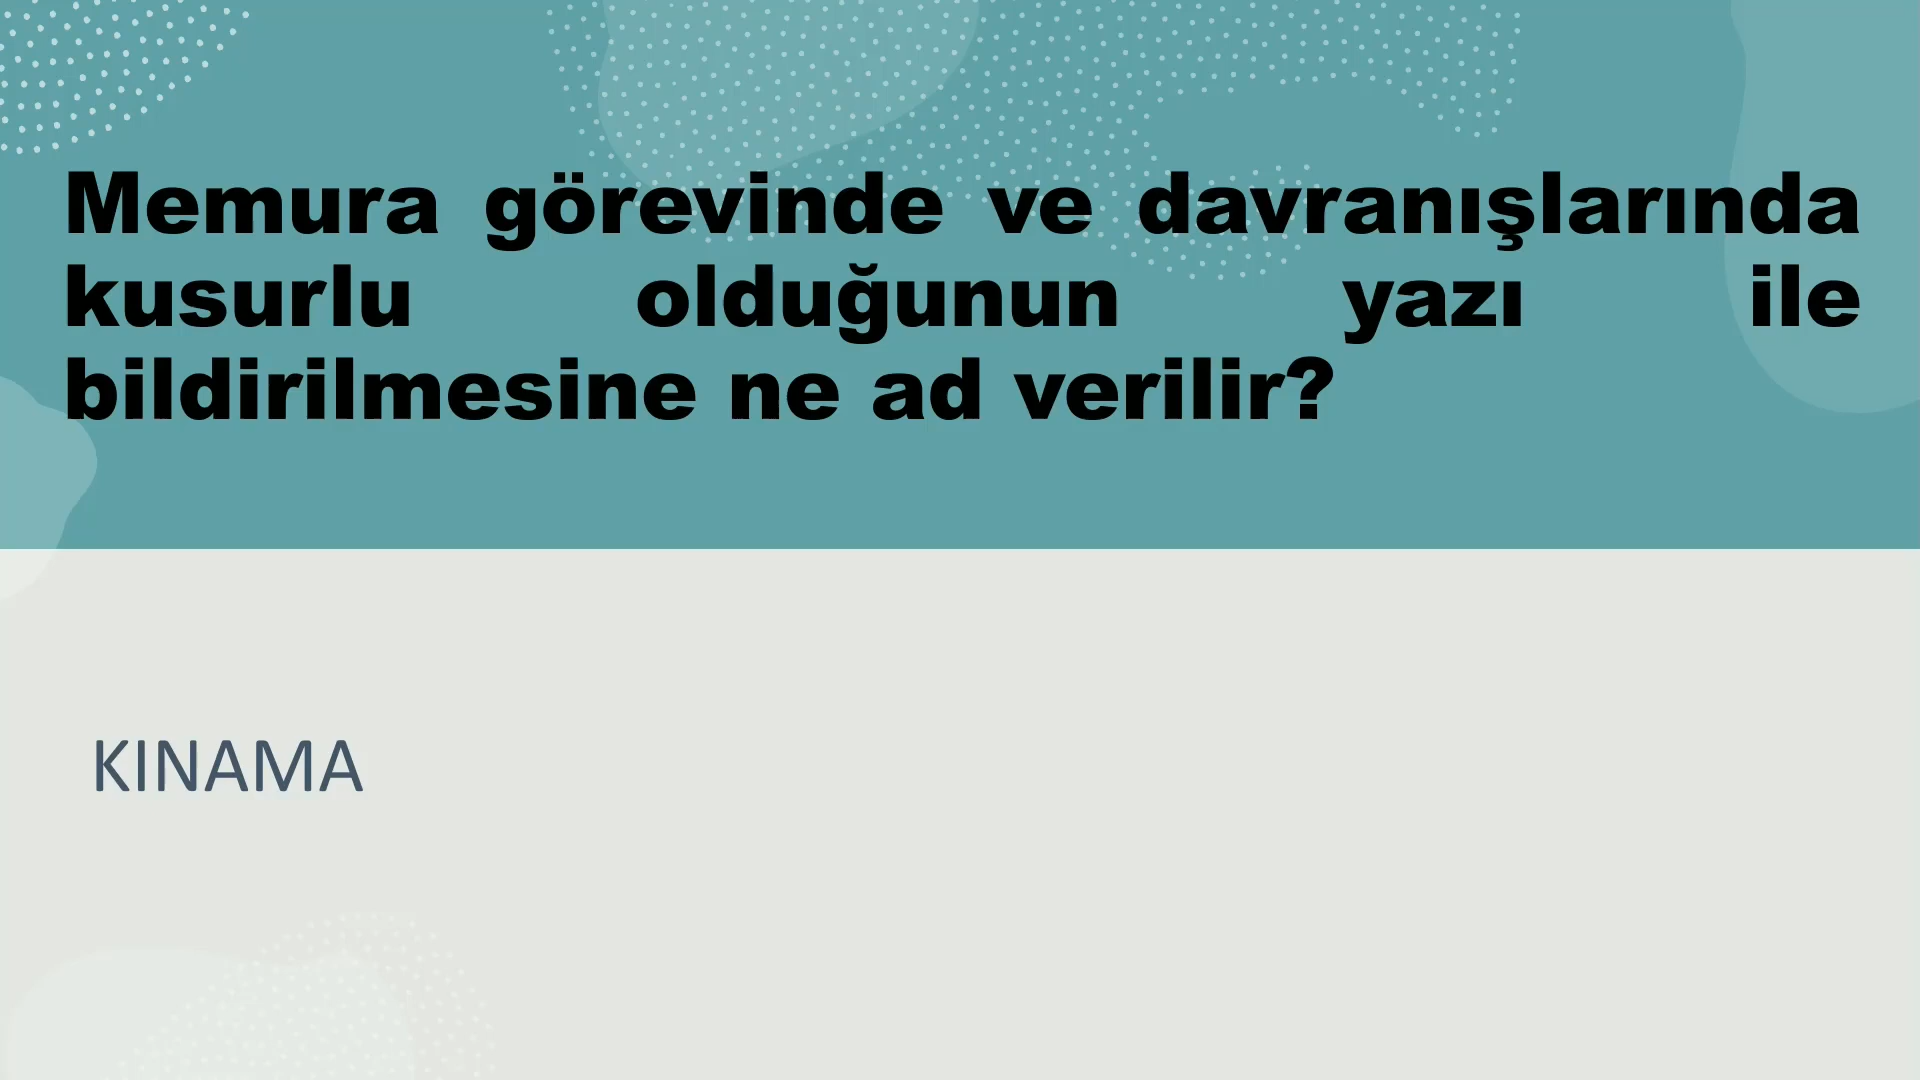 Memura görevinde ve davranışlarında
kusurlu olduğunun yazı ile
bildirilmesine ne ad verilir?
KINAMA